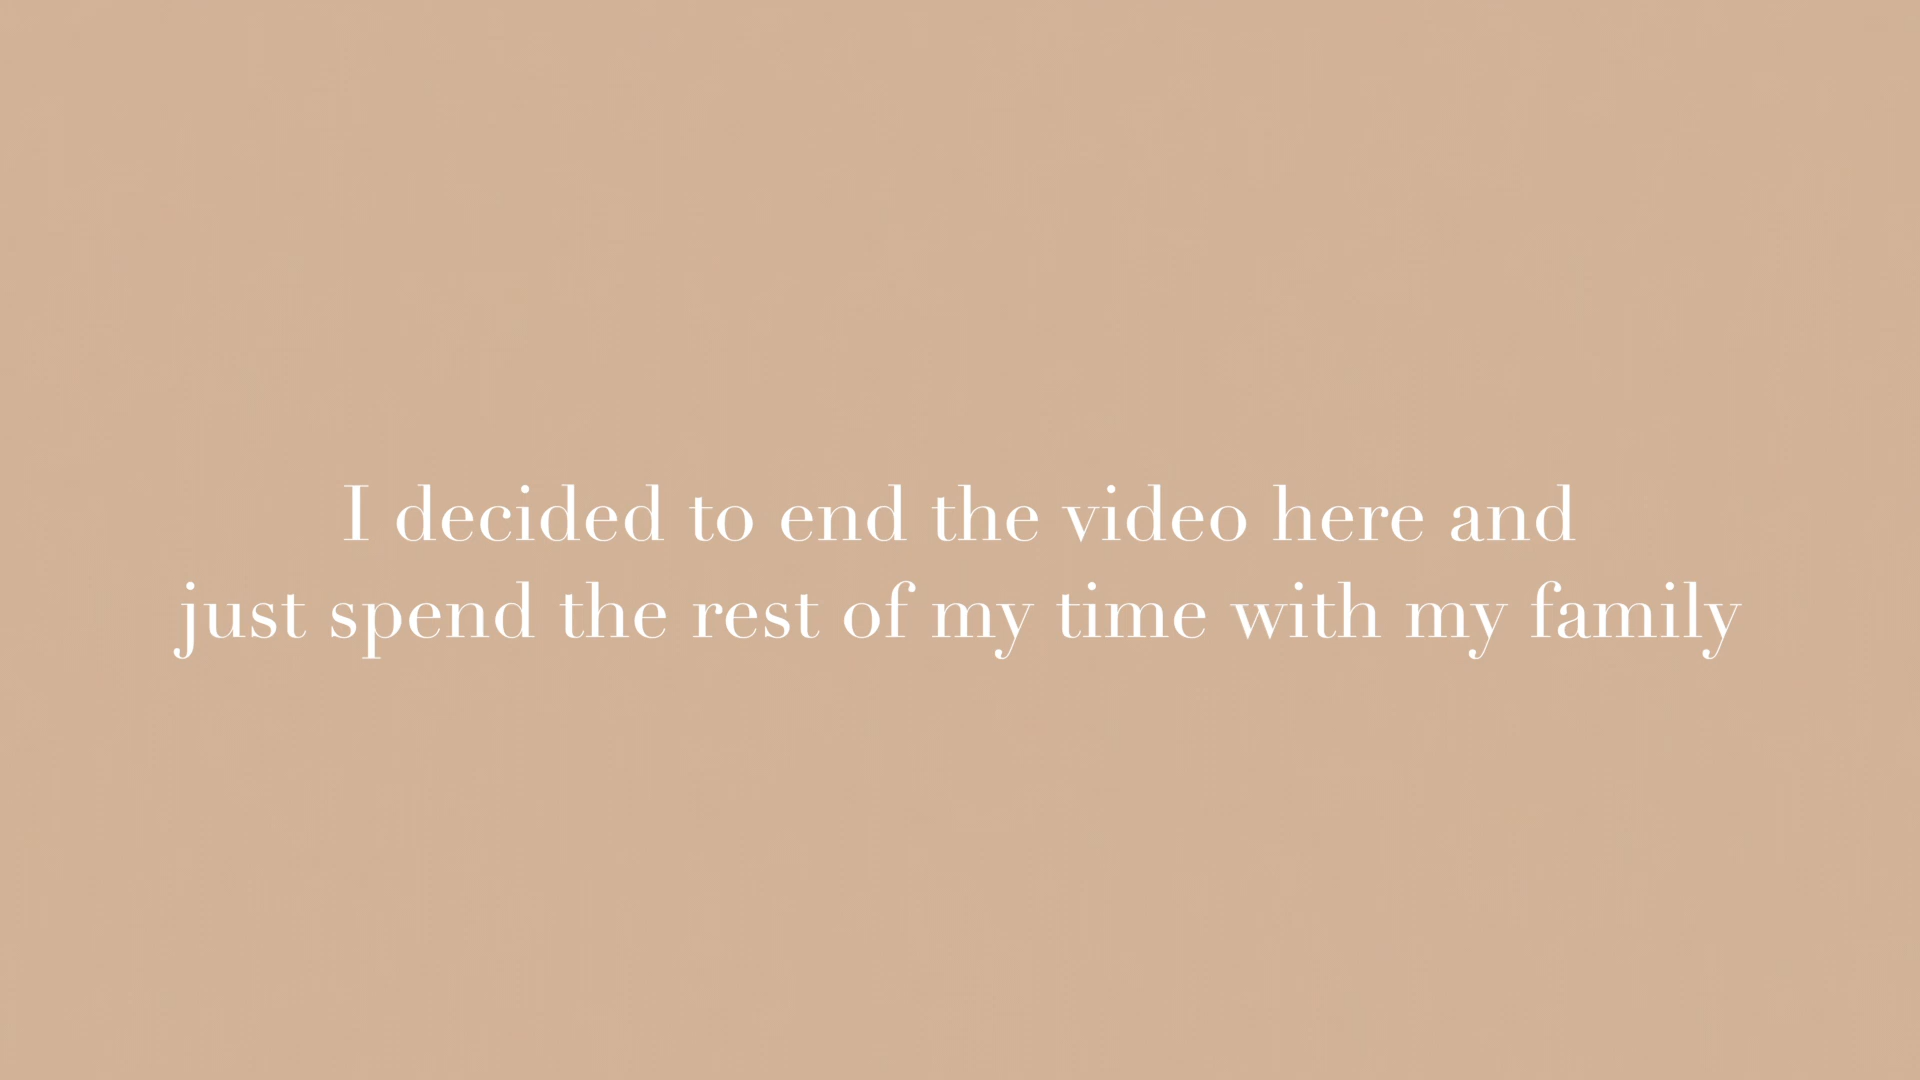 I decided to end the video here and
just spend the rest of my time with my family